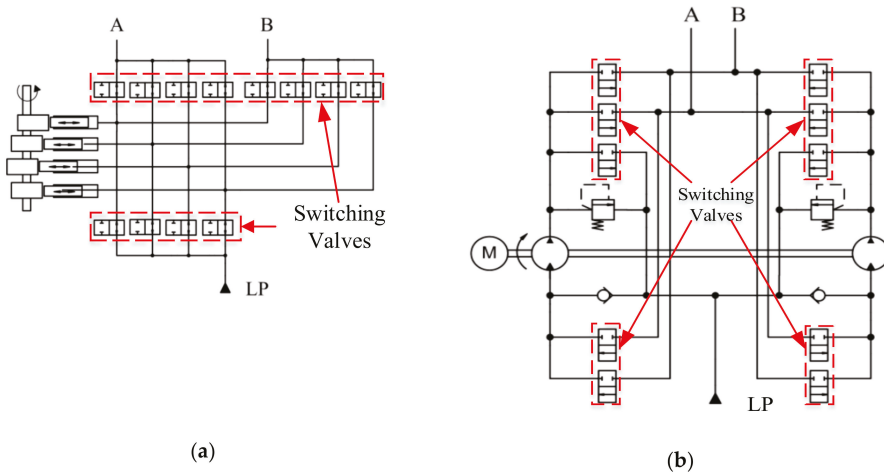 A
B
Switching
Valves
LP
(a)
A
B
Switching
Valves
M
LP
(b)